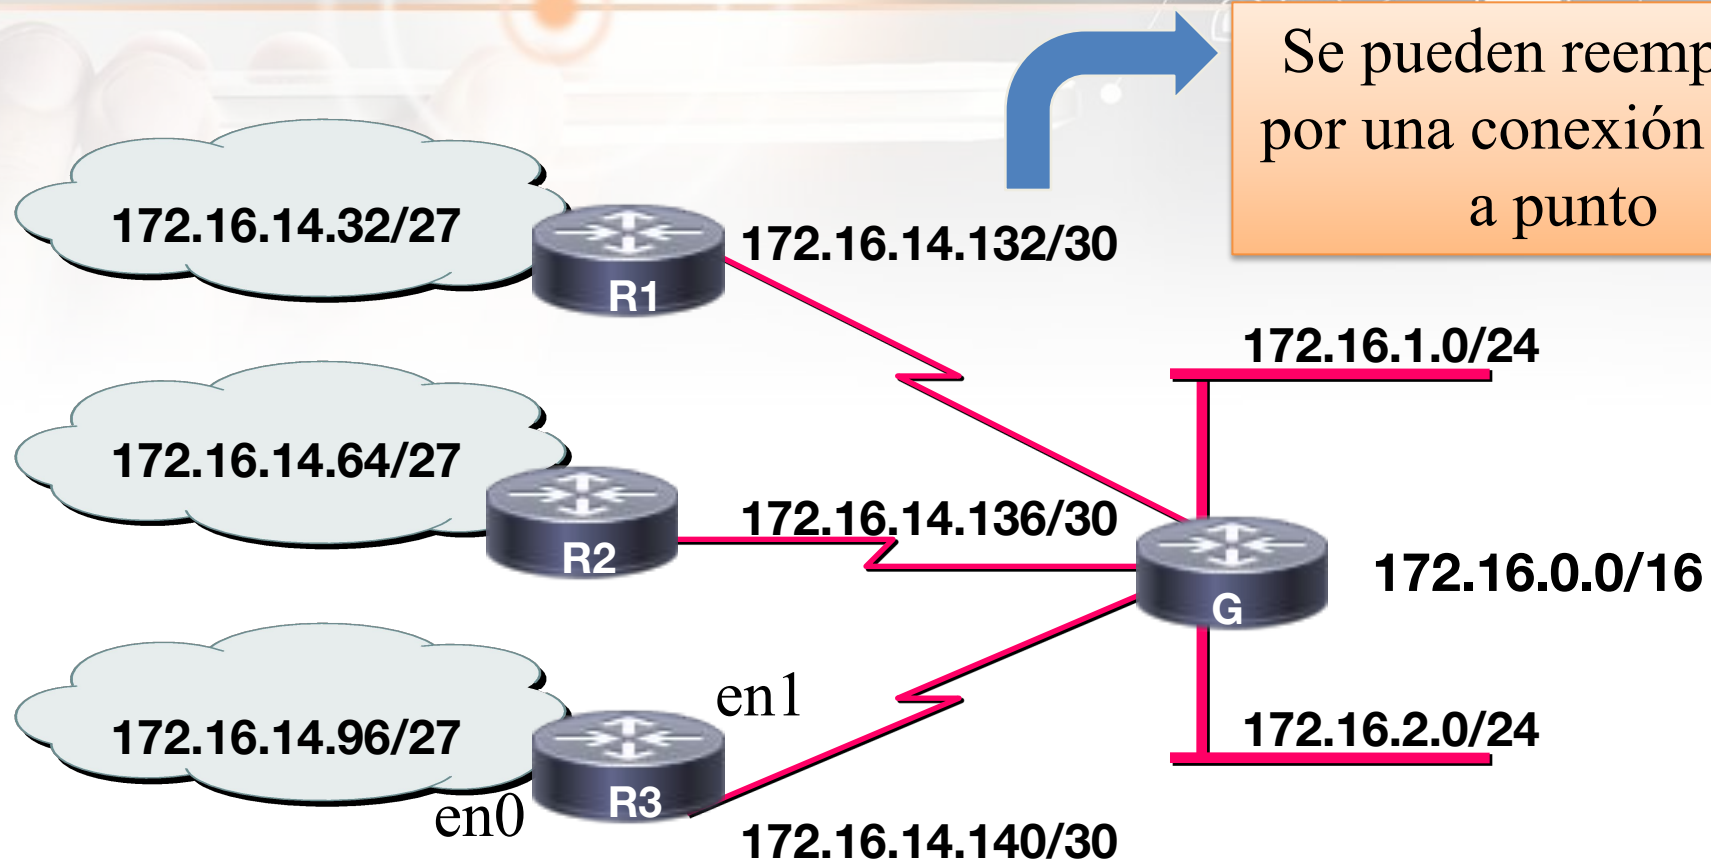 Se pueden
por una conexión
a punto
172.16.14.32/27
R1
172.16.14.132/30
172.16.1.0/24
172.16.14.64/27
R2
172.16.14.136/30
G
172.16.0.0/16
en1
172.16.14.96/27
R3
en0
172.16.2.0/24
172.16.14.140/30